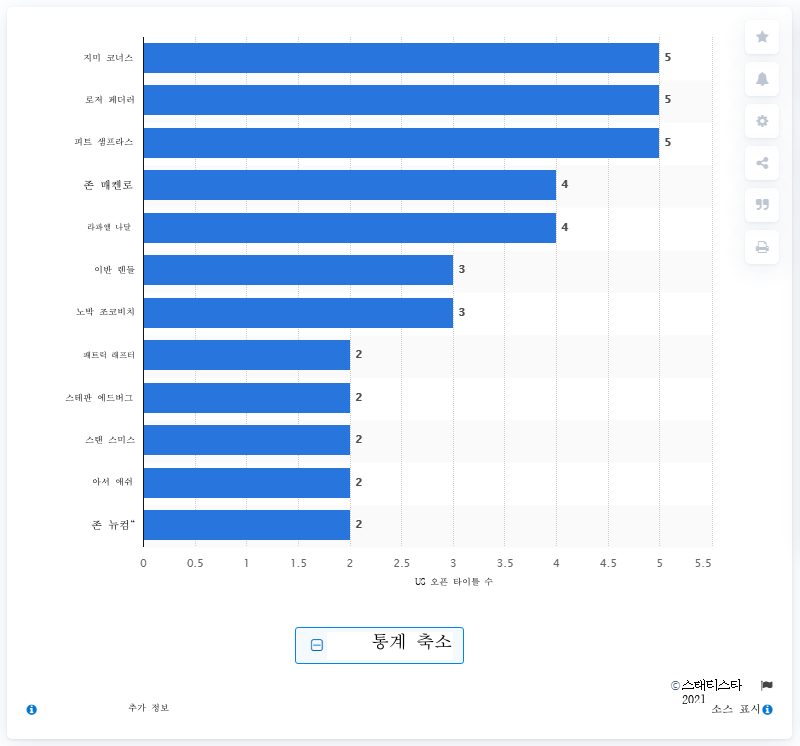 지미 코너스 5
로저 페더러 5
피트 샘프라스 5
존 매켄로 4
라파엘 나달 4
이반 렌들 3
노박 조코비치 3
패트릭 래프터 2
스테판 에드버그 2
스탠 스미스 2
아서 애쉬 2
존 뉴컴" 2
0 0.5 1 1.5 2 2.5 3 3.5 4 4.5 5 5.5
US 오픈 타이틀 수
통계 축소
©스태티스타
2021
추가 정보
소스 표시